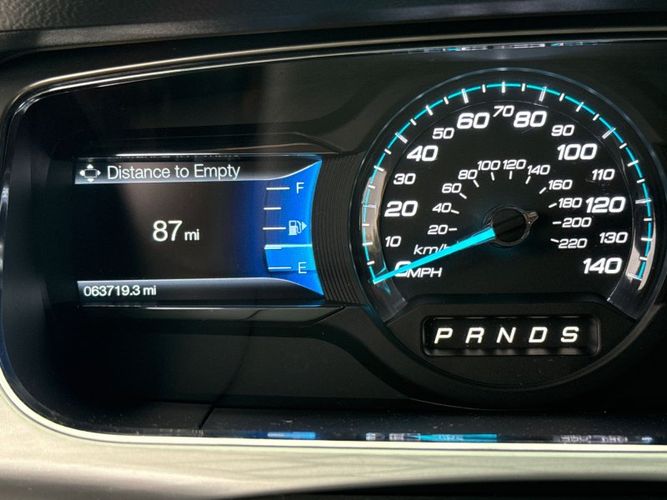 Distance to Empty
87 mi
063719.3 mi
F
E
0 10 20 30 40 50 60 70 80 90 100 110 120 130 140
MPH
20 40 60 80 100 120 140 160 180 200 220
km/h
P R N D S